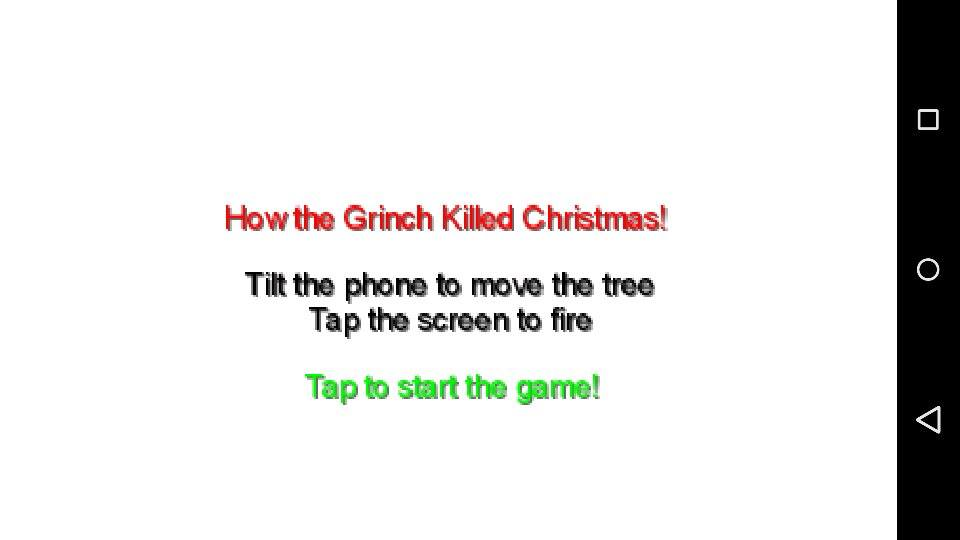 How the Grinch Killed Christmas!
Tilt the phone to move the tree
Tap the screen to fire
Tap to start the game!